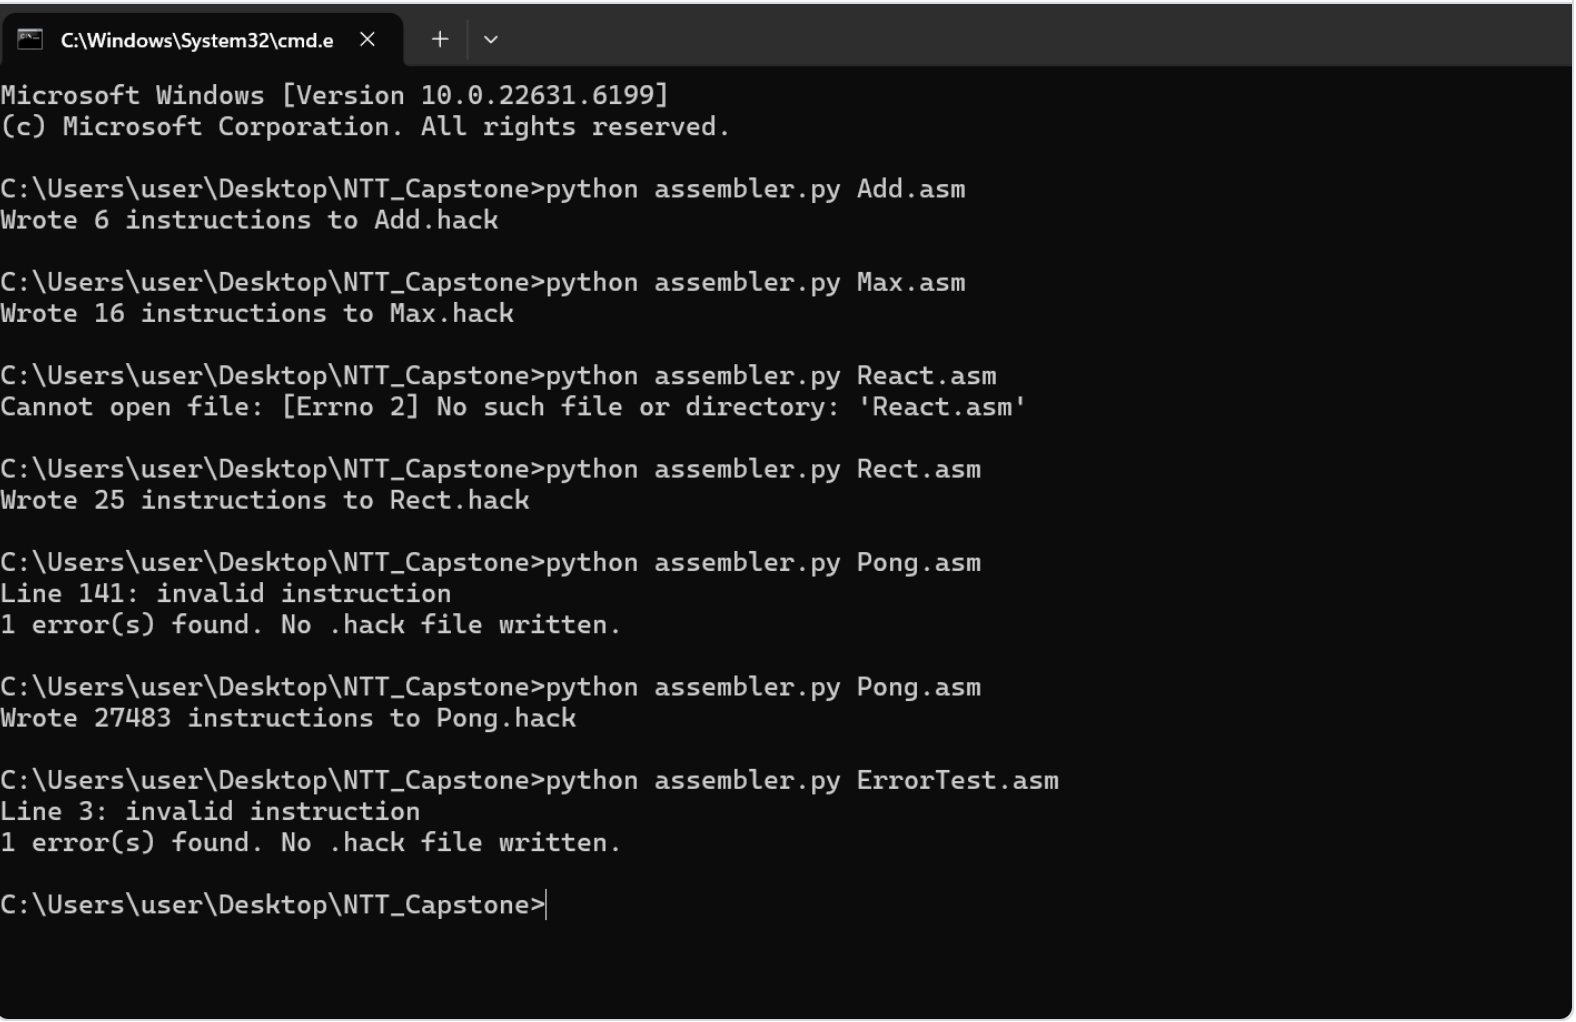 C:\Windows\System32\cmd.e
Microsoft Windows [Version 10.0.22631.6199]
(c) Microsoft Corporation. All rights reserved.
C:\Users\user\Desktop\NTT_Capstone>python assembler.py Add.asm
Wrote 6 instructions to Add.hack
C:\Users\user\Desktop\NTT_Capstone>python assembler.py Max.asm
Wrote 16 instructions to Max.hack
C:\Users\user\Desktop\NTT_Capstone>python assembler.py React.asm
Cannot open file: [Errno 2] No such file or directory: 'React.asm'
C:\Users\user\Desktop\NTT_Capstone>python assembler.py Rect.asm
Wrote 25 instructions to Rect.hack
C:\Users\user\Desktop\NTT_Capstone>python assembler.py Pong.asm
Line 141: invalid instruction
1 error(s) found. No .hack file written.
C:\Users\user\Desktop\NTT_Capstone>python assembler.py Pong.asm
Wrote 27483 instructions to Pong.hack
C:\Users\user\Desktop\NTT_Capstone>python assembler.py ErrorTest.asm
Line 3: invalid instruction
1 error(s) found. No .hack file written.
C:\Users\user\Desktop\NTT_Capstone>